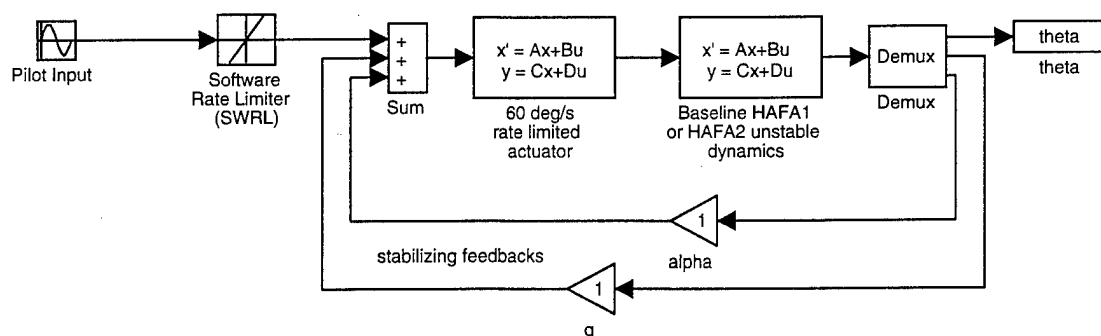 Pilot Input
Software
Rate Limiter
(SWRL)
+
+
+
Sum
x' = Ax+Bu
y = Cx+Du
60 deg/s
rate limited
actuator
x' = Ax+Bu
y = Cx+Du
Baseline HAFA1
or HAFA2 unstable
dynamics
Demux
Demux
theta
theta
1
alpha
stabilizing feedbacks
1
q